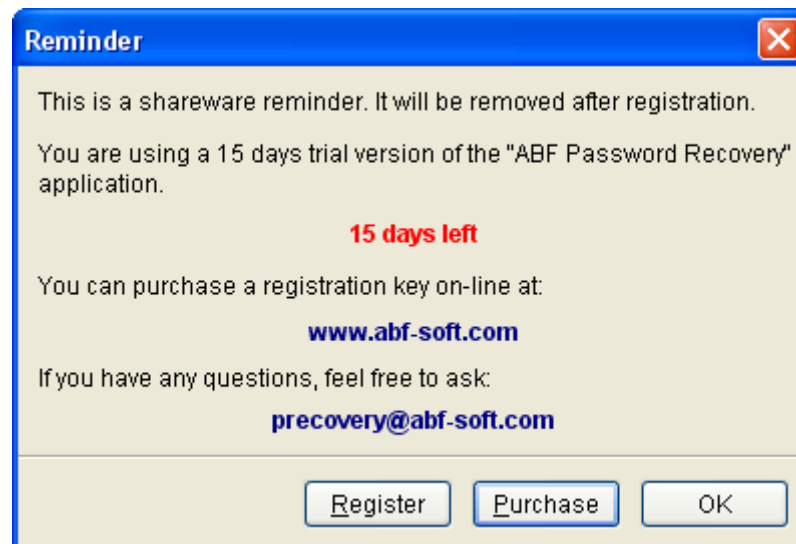 Reminder
This is a shareware reminder. It will be removed after registration.
You are using a 15 days trial version of the "ABF Password Recovery"
application.
15 days left
You can purchase a registration key on-line at:
www.abf-soft.com
If you have any questions, feel free to ask:
precovery@abf-soft.com
Register Purchase OK